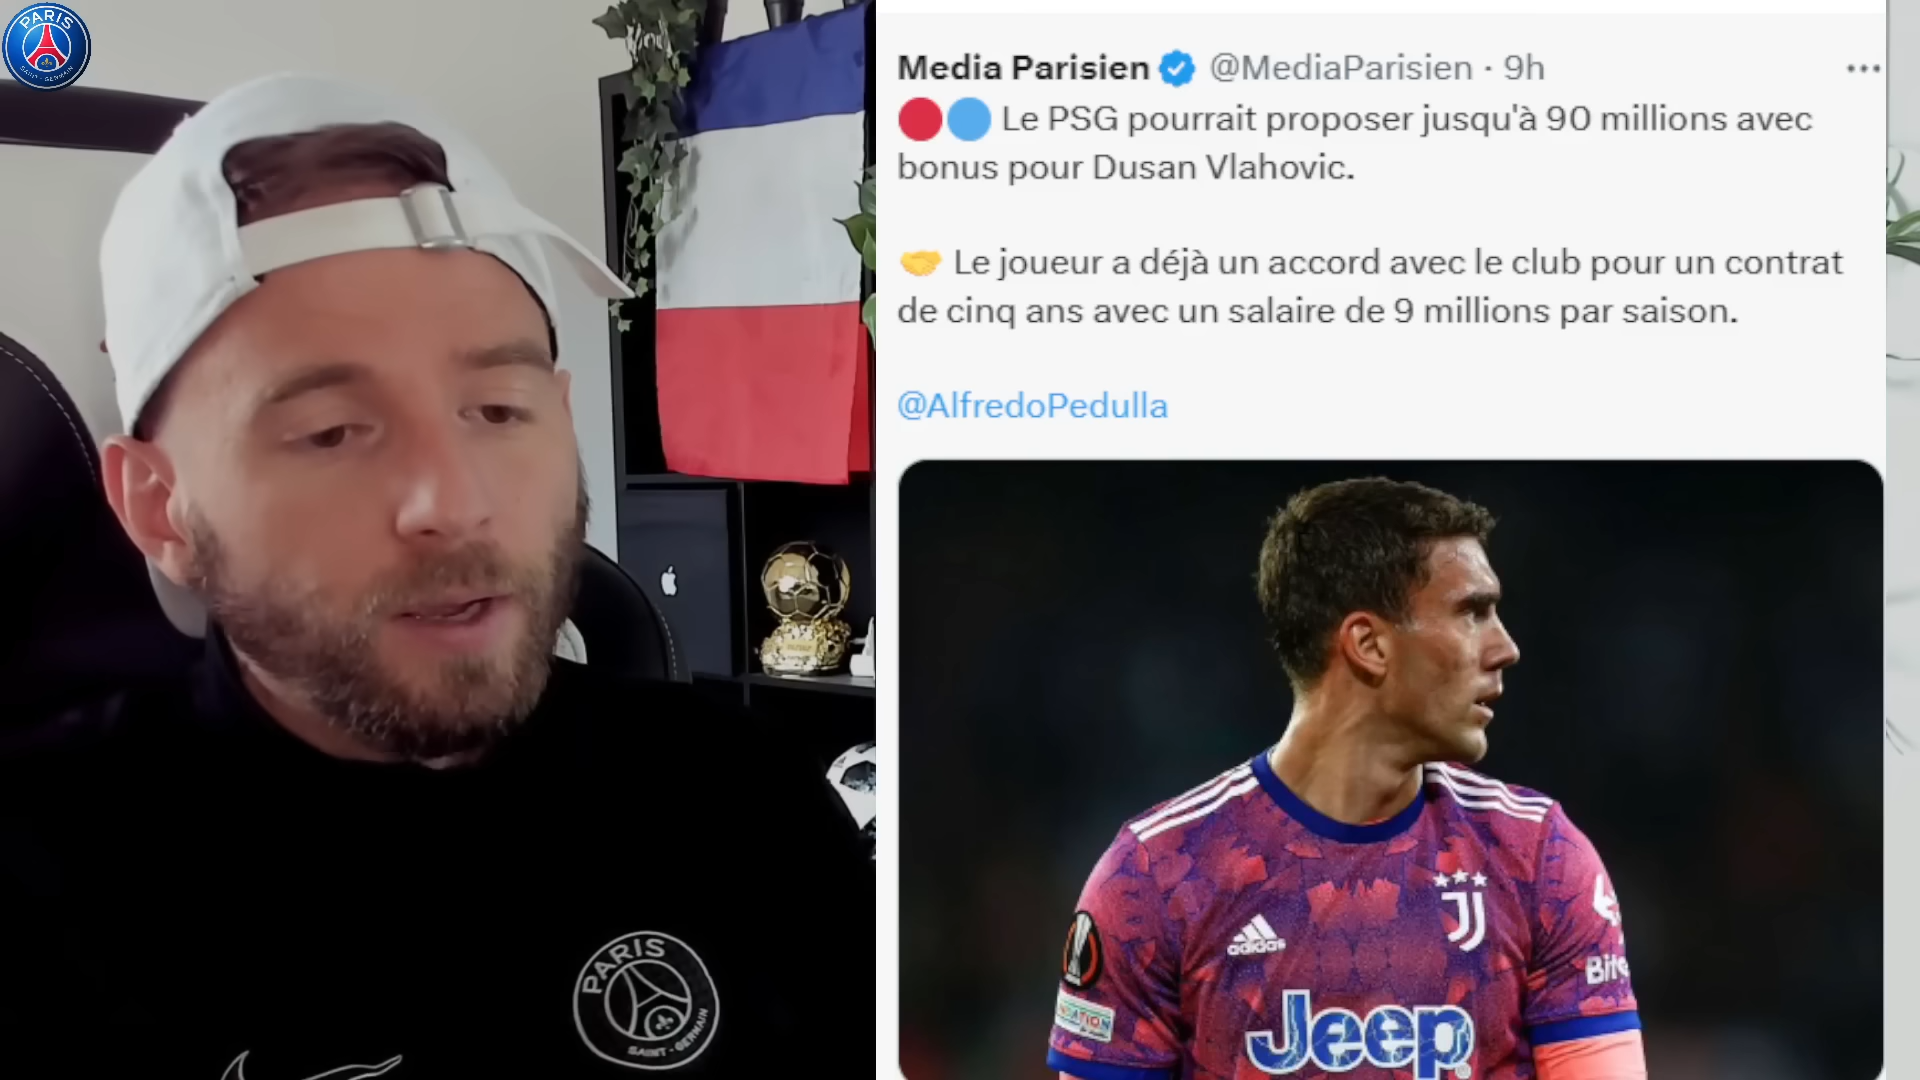 PARIS
SAINT-GERMAIN
Media Parisien @MediaParisien · 9h
🔴🔵 Le PSG pourrait proposer jusqu'à 90 millions avec
bonus pour Dusan Vlahovic.
🤝 Le joueur a déjà un accord avec le club pour un contrat
de cinq ans avec un salaire de 9 millions par saison.
@AlfredoPedulla
adidas
Jeep
PARIS
SAINT-GERMAIN